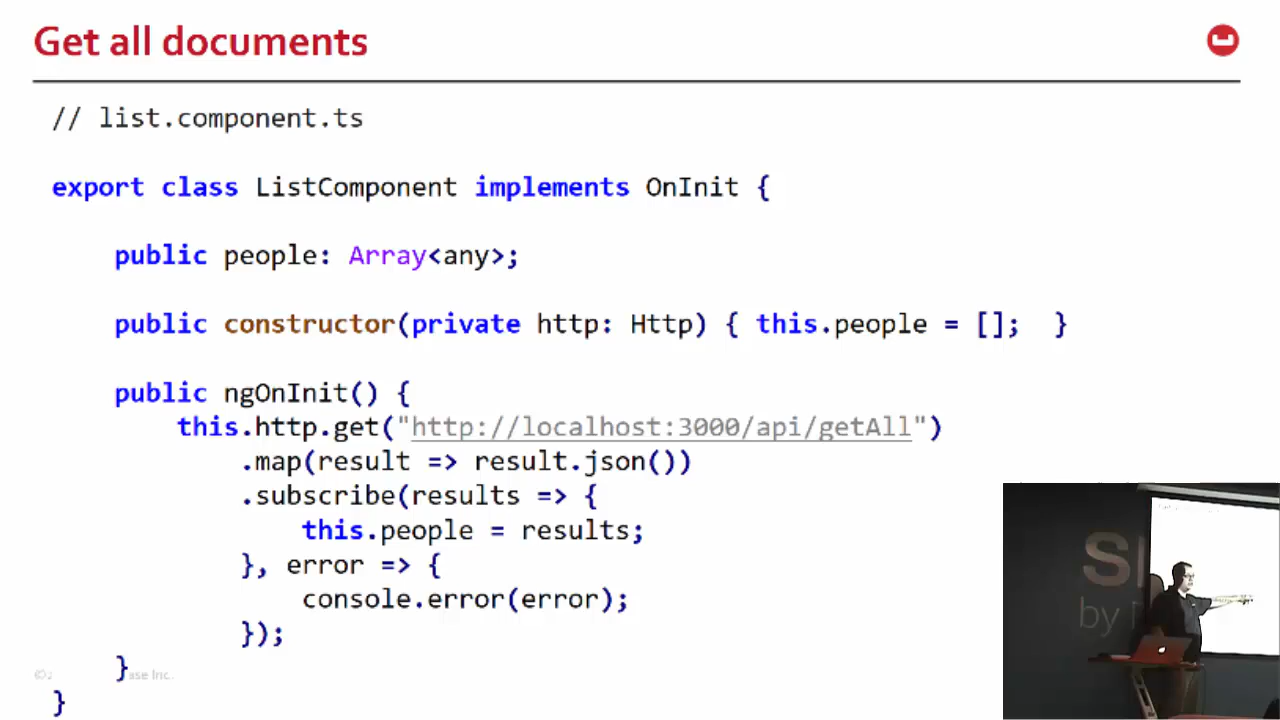 Get all documents
// list.component.ts
export class ListComponent implements OnInit {
public people: Array<any>;
public constructor(private http: Http) { this.people = []; }
public ngOnInit() {
this.http.get("http://localhost:3000/api/getAll")
.map(result => result.json())
.subscribe(results => {
this.people = results;
}, error => {
console.error(error);
});
}
}
by